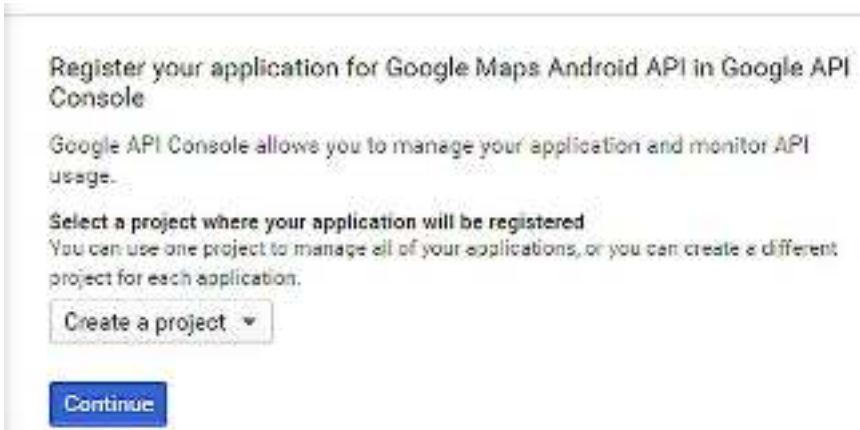 Register your application for Google Maps Android API in Google API
Console
Google API Console allows you to manage your application and monitor API
usage.
Select a project where your application will be registered
You can use one project to manage all of your applications, or you can create a different
project for each application.
Create a project
Continue